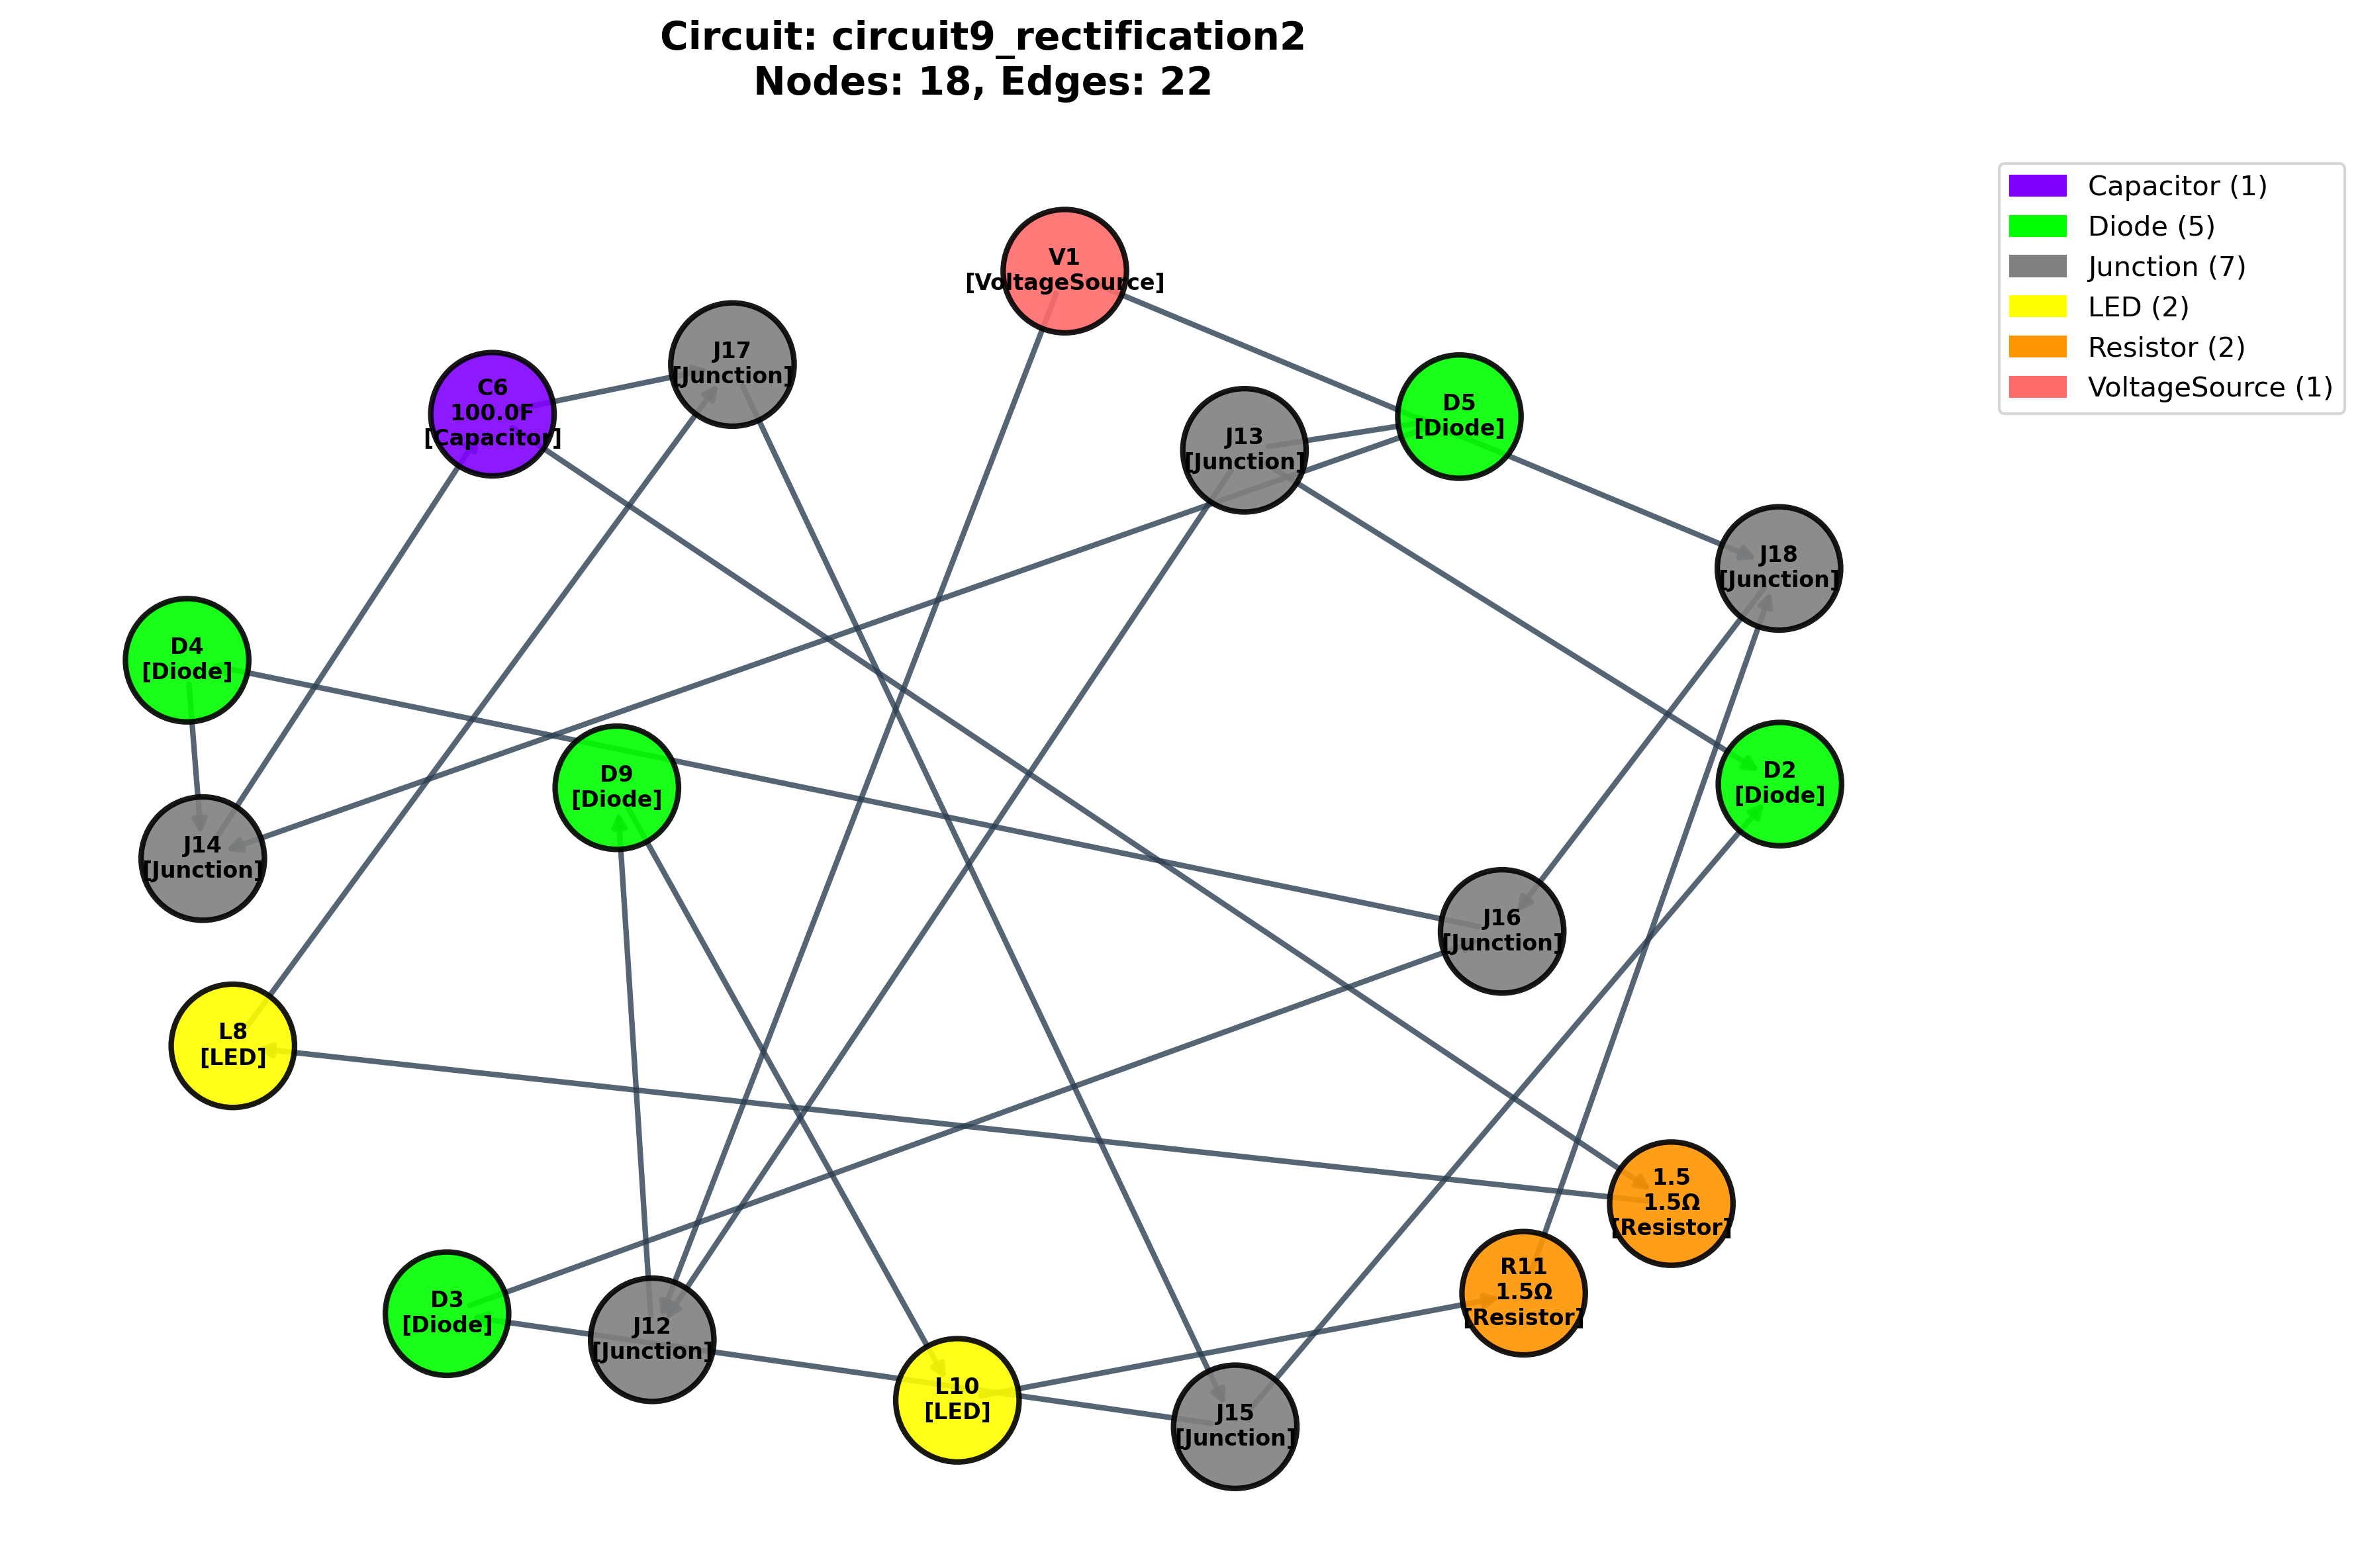 Circuit: circuit9_rectification2
Nodes: 18, Edges: 22
Capacitor (1)
Diode (5)
Junction (7)
LED (2)
Resistor (2)
VoltageSource (1)
V1
[VoltageSource]
J17
[Junction]
C6
100.0F
[Capacitor]
D5
[Diode]
J13
[Junction]
J18
[Junction]
D4
[Diode]
D9
[Diode]
D2
[Diode]
J14
[Junction]
J16
[Junction]
L8
[LED]
1.5
1.5Ω
[Resistor]
R11
1.5Ω
[Resistor]
D3
[Diode]
J12
[Junction]
L10
[LED]
J15
[Junction]